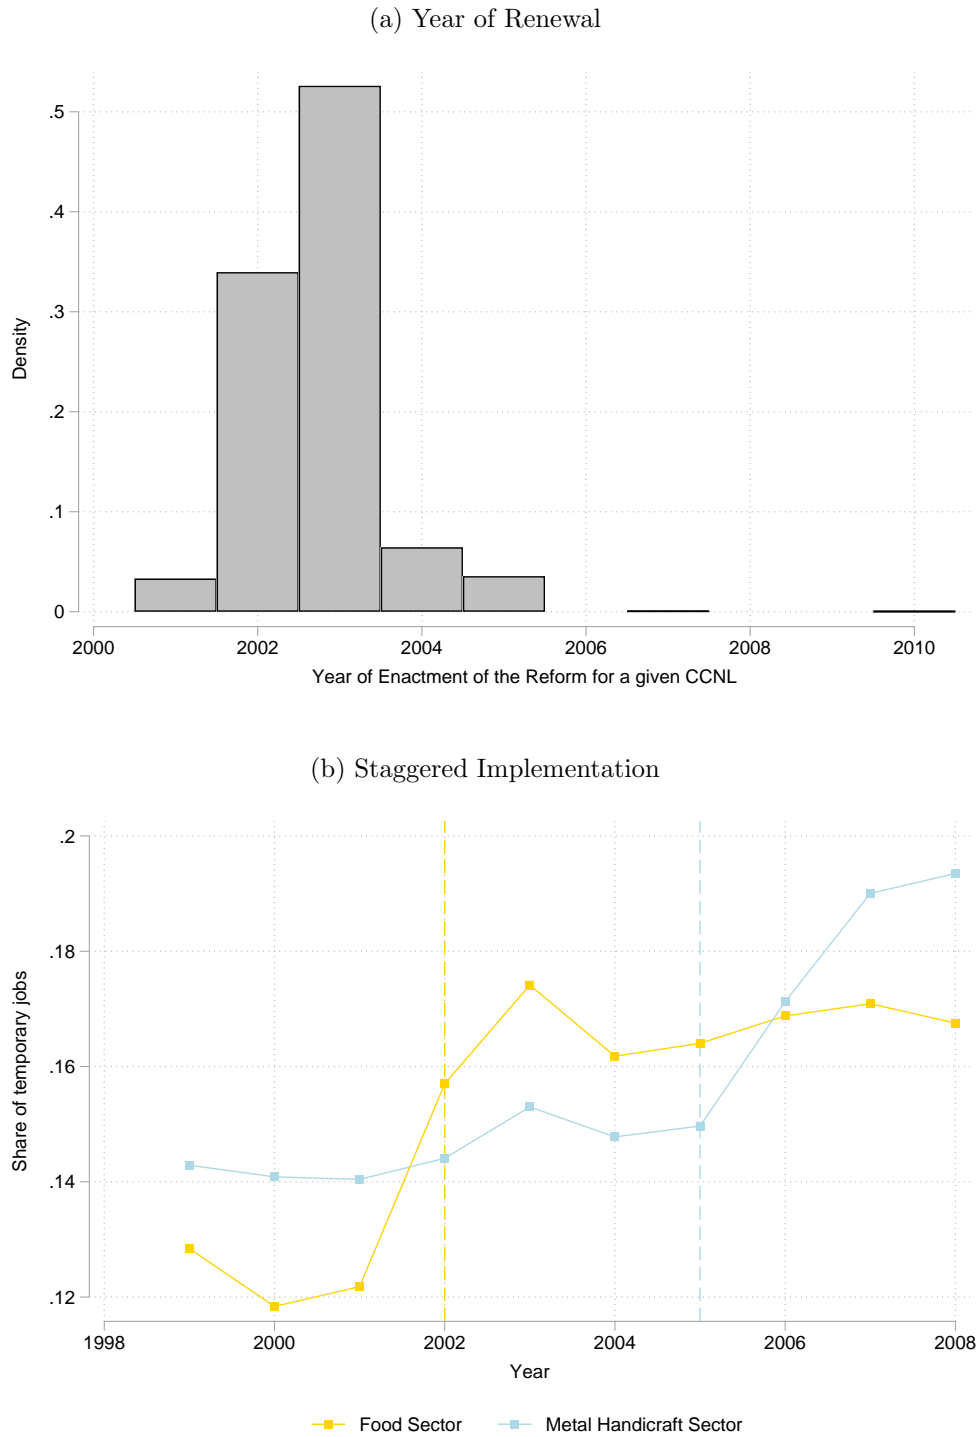 (a) Year of Renewal
.5
.4
.3
.2
.1
0
Density
2000 2002 2004 2006 2008 2010
Year of Enactment of the Reform for a given CCNL
(b) Staggered Implementation
.2
.18
.16
.14
.12
Share of temporary jobs
1998 2000 2002 2004 2006 2008
Year
Food Sector Metal Handicraft Sector